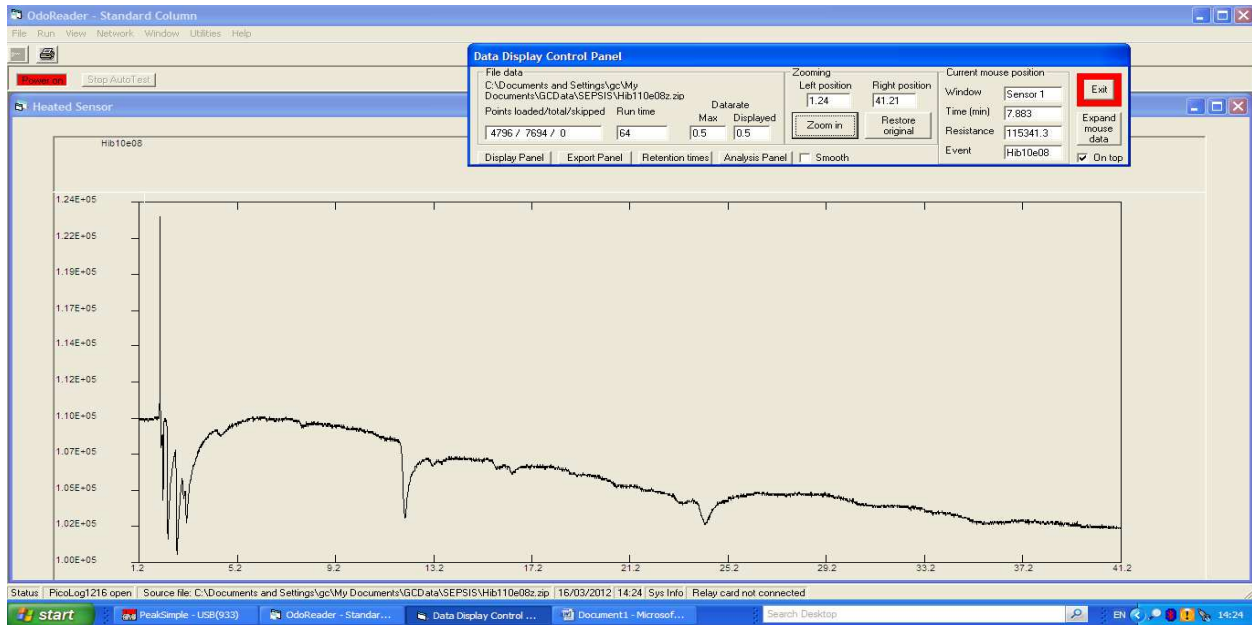 OdoReader - Standard Column
File Run View Network Window Utilities Help
Power on Stop AutoTest
Data Display Control Panel
File data
C:\Documents and Settings\gc\My
Documents\GCData\SEPSIS\Hib110e08z.zip
Points loaded/total/skipped Run time
Datarate
Max Displayed
4796 / 7694 / 0 64 0.5 0.5
Display Panel Export Panel Retention times Analysis Panel
Zooming
Left position Right position
1.24 41.21
Zoom in Restore original
Smooth
Current mouse position
Window Sensor 1
Time (min) 7.883
Resistance 115341.3
Event Hib10e08
Exit
Expand
mouse
data
On top
Heated Sensor
Hib10e08
1.24E+05
1.22E+05
1.19E+05
1.17E+05
1.14E+05
1.12E+05
1.10E+05
1.07E+05
1.05E+05
1.02E+05
1.00E+05
1.2 5.2 9.2 13.2 17.2 21.2 25.2 29.2 33.2 37.2 41.2
Status PicoLog1216 open Source file: C:\Documents and Settings\gc\My Documents\GCData\SEPSIS\Hib110e08z.zip 16/03/2012 14:24 Sys Info Relay card not connected
start PeakSimple - USB(933) OdoReader - Standar... Data Display Control ... Document1 - Microsof... Search Desktop EN 14:24